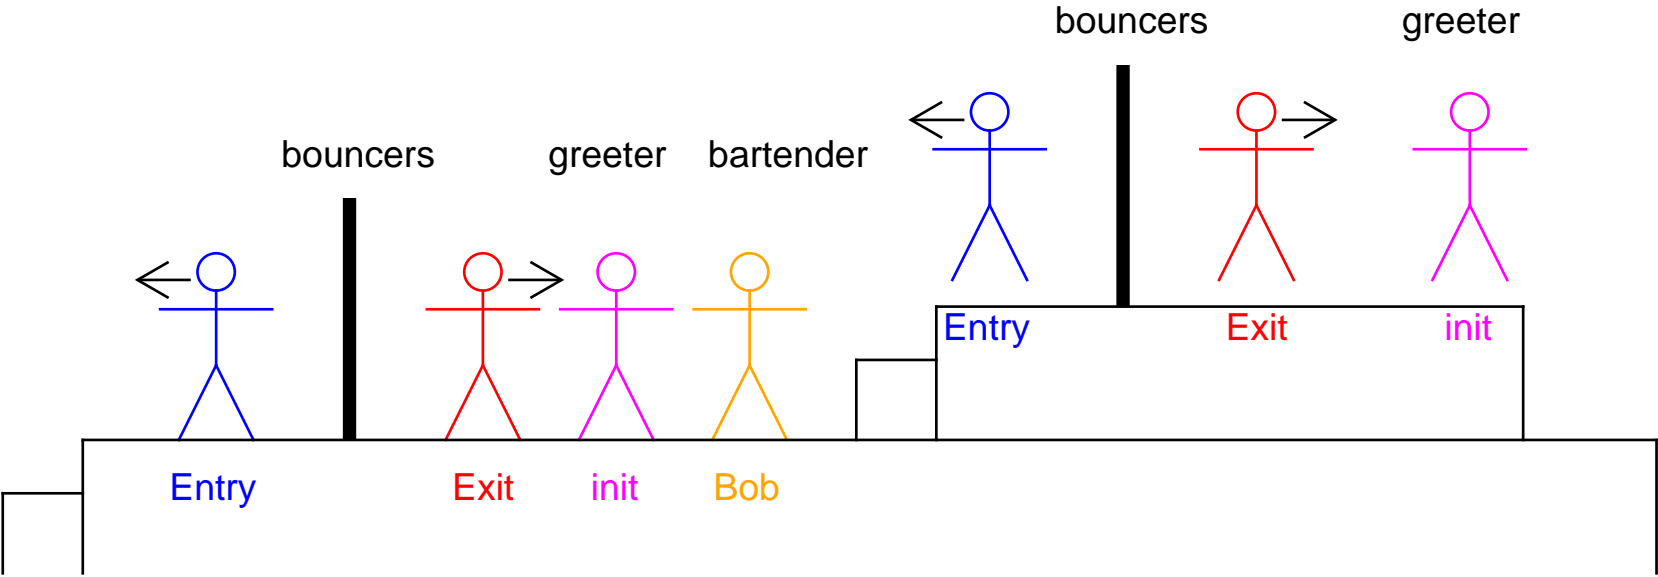 bouncers greeter
bouncers greeter bartender
Entry Exit init
Entry Exit init Bob